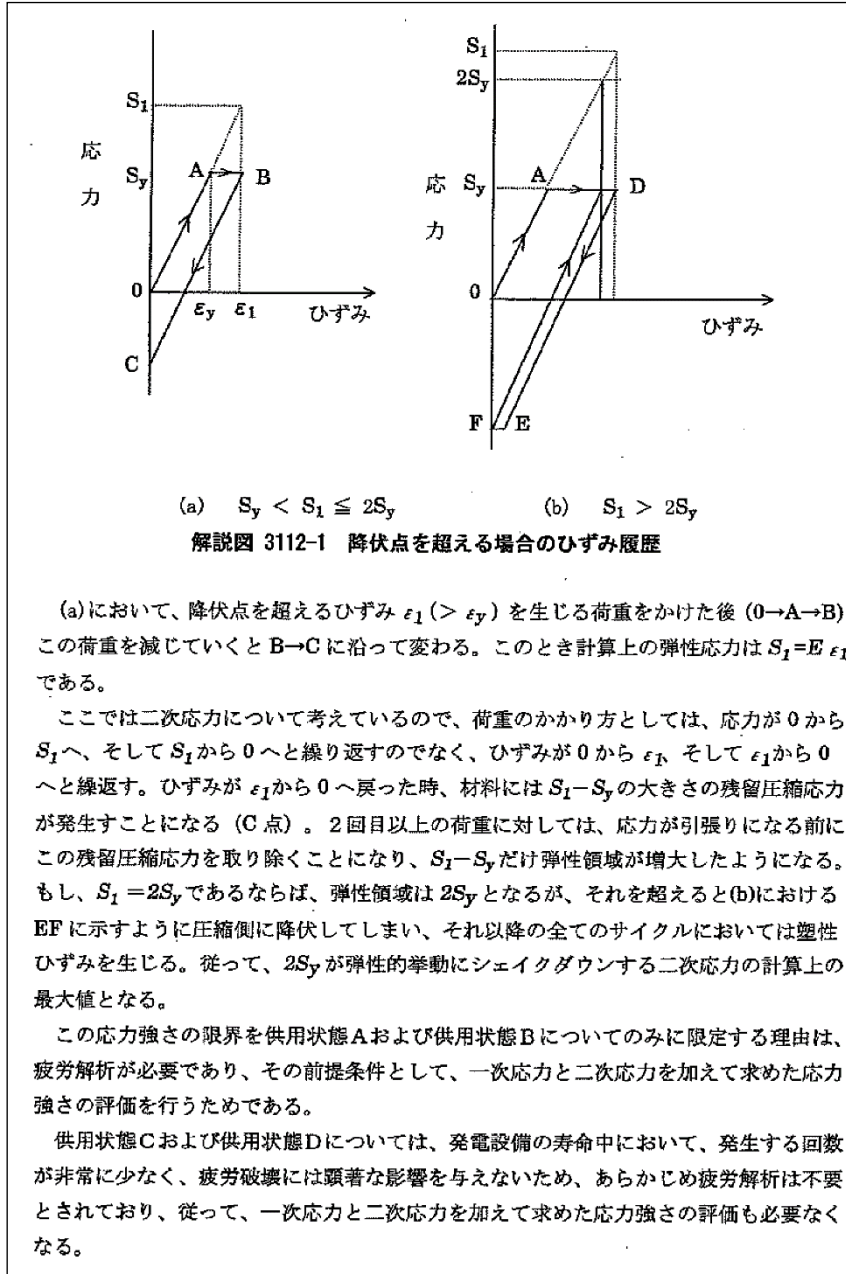 S₁
S_y
応
力
0
A
B
C
ε_y
ε₁
ひずみ
S₁
2S_y
S_y
応
力
0
A
D
F
E
ひずみ
(a) S_y < S₁ ≦ 2S_y
(b) S₁ > 2S_y
解説図 3112-1 降伏点を超える場合のひずみ履歴
(a)において、降伏点を超えるひずみ ε₁(> ε_y) を生じる荷重をかけた後 (0→A→B)
この荷重を減じていくと B→C に沿って変わる。このとき計算上の弾性応力は S₁=E ε₁
である。
ここでは二次応力について考えているので、荷重のかかり方としては、応力が 0 から
S₁へ、そして S₁から 0 へと繰り返すのでなく、ひずみが 0 から ε₁、そして ε₁から 0
へと繰返す。ひずみが ε₁から 0 へ戻った時、材料には S₁−S_yの大きさの残留圧縮応力
が発生すことになる（C 点）。２回目以上の荷重に対しては、応力が引張りになる前に
この残留圧縮応力を取り除くことになり、S₁−S_yだけ弾性領域が増大したようになる。
もし、S₁ =2S_yであるならば、弾性領域は 2S_yとなるが、それを超えると(b)における
EF に示すように圧縮側に降伏してしまい、それ以降の全てのサイクルにおいては塑性
ひずみを生じる。従って、2S_yが弾性的挙動にシェイクダウンする二次応力の計算上の
最大値となる。
この応力強さの限界を供用状態Ａおよび供用状態Ｂについてのみに限定する理由は、
疲労解析が必要であり、その前提条件として、一次応力と二次応力を加えて求めた応力
強さの評価を行うためである。
供用状態Ｃおよび供用状態Ｄについては、発電設備の寿命中において、発生する回数
が非常に少なく、疲労破壊には顕著な影響を与えないため、あらかじめ疲労解析は不要
とされており、従って、一次応力と二次応力を加えて求めた応力強さの評価も必要なく
なる。